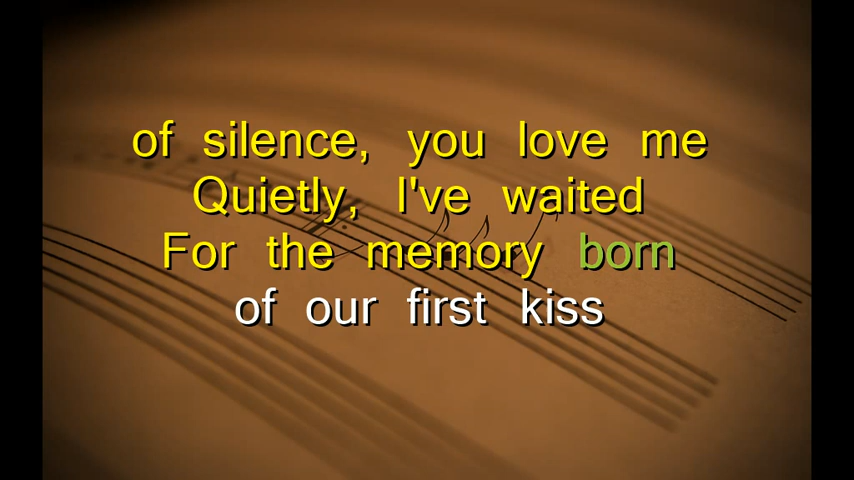 of silence, you love me
Quietly, I've waited
For the memory born
of our first kiss